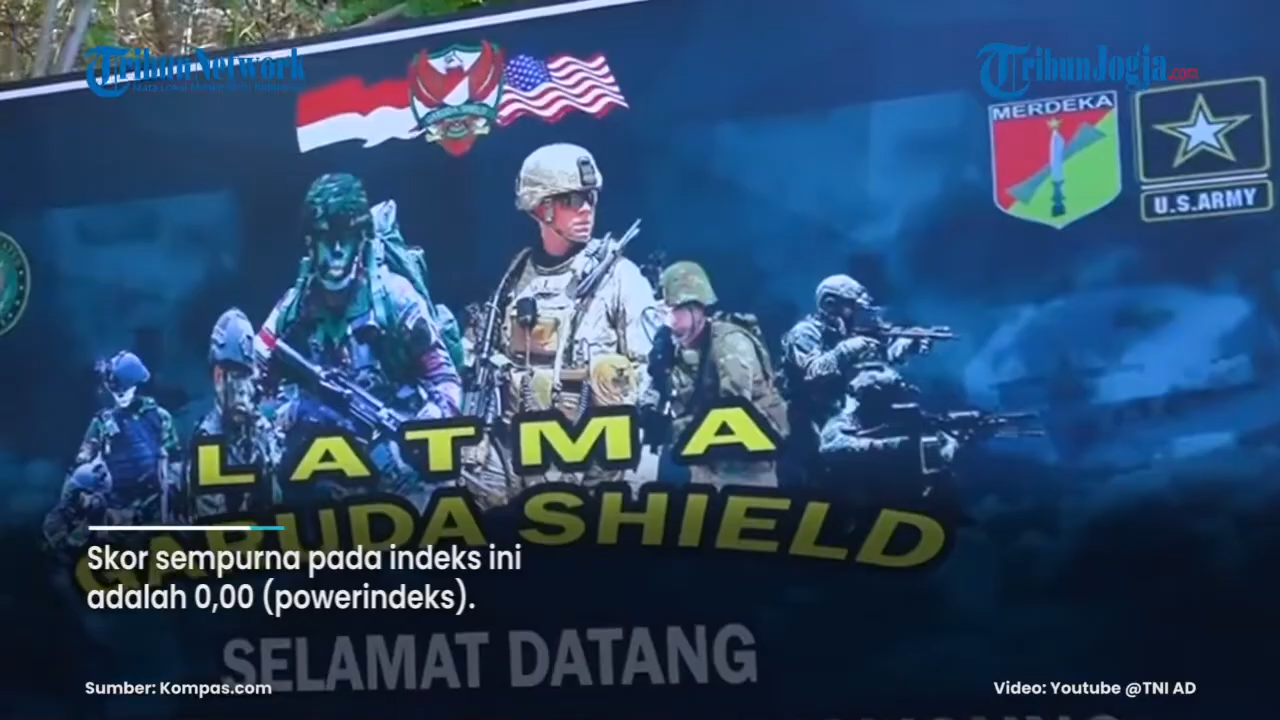 TribunNetwork
TribunJogja.com
MERDEKA
U.S.ARMY
LATMA
GARUDA SHIELD
Skor sempurna pada indeks ini
adalah 0,00 (powerindeks).
SELAMAT DATANG
Sumber: Kompas.com
Video: Youtube @TNI AD